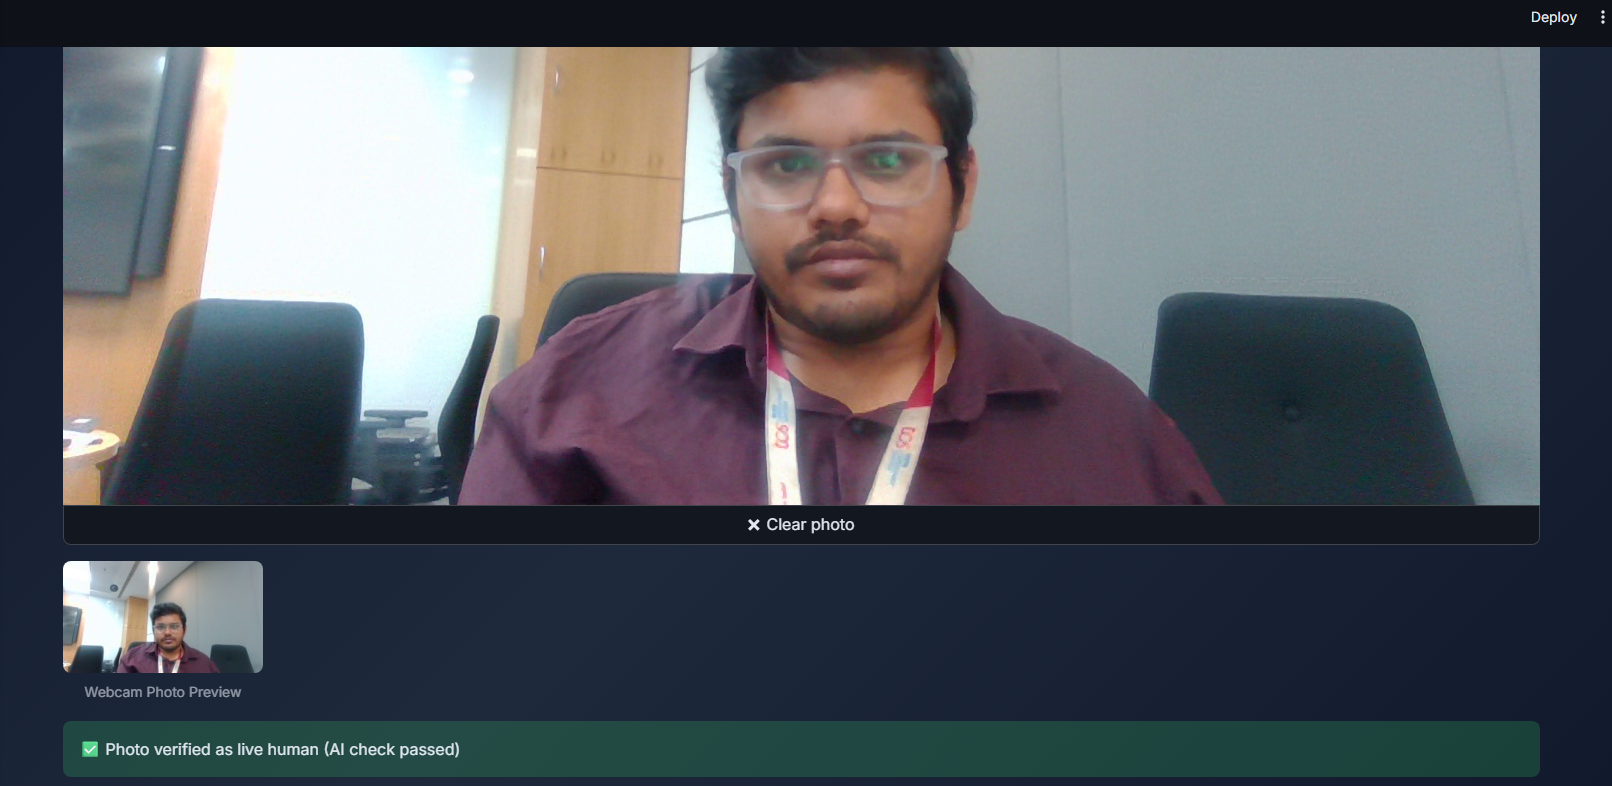 Deploy
Clear photo
Webcam Photo Preview
Photo verified as live human (AI check passed)